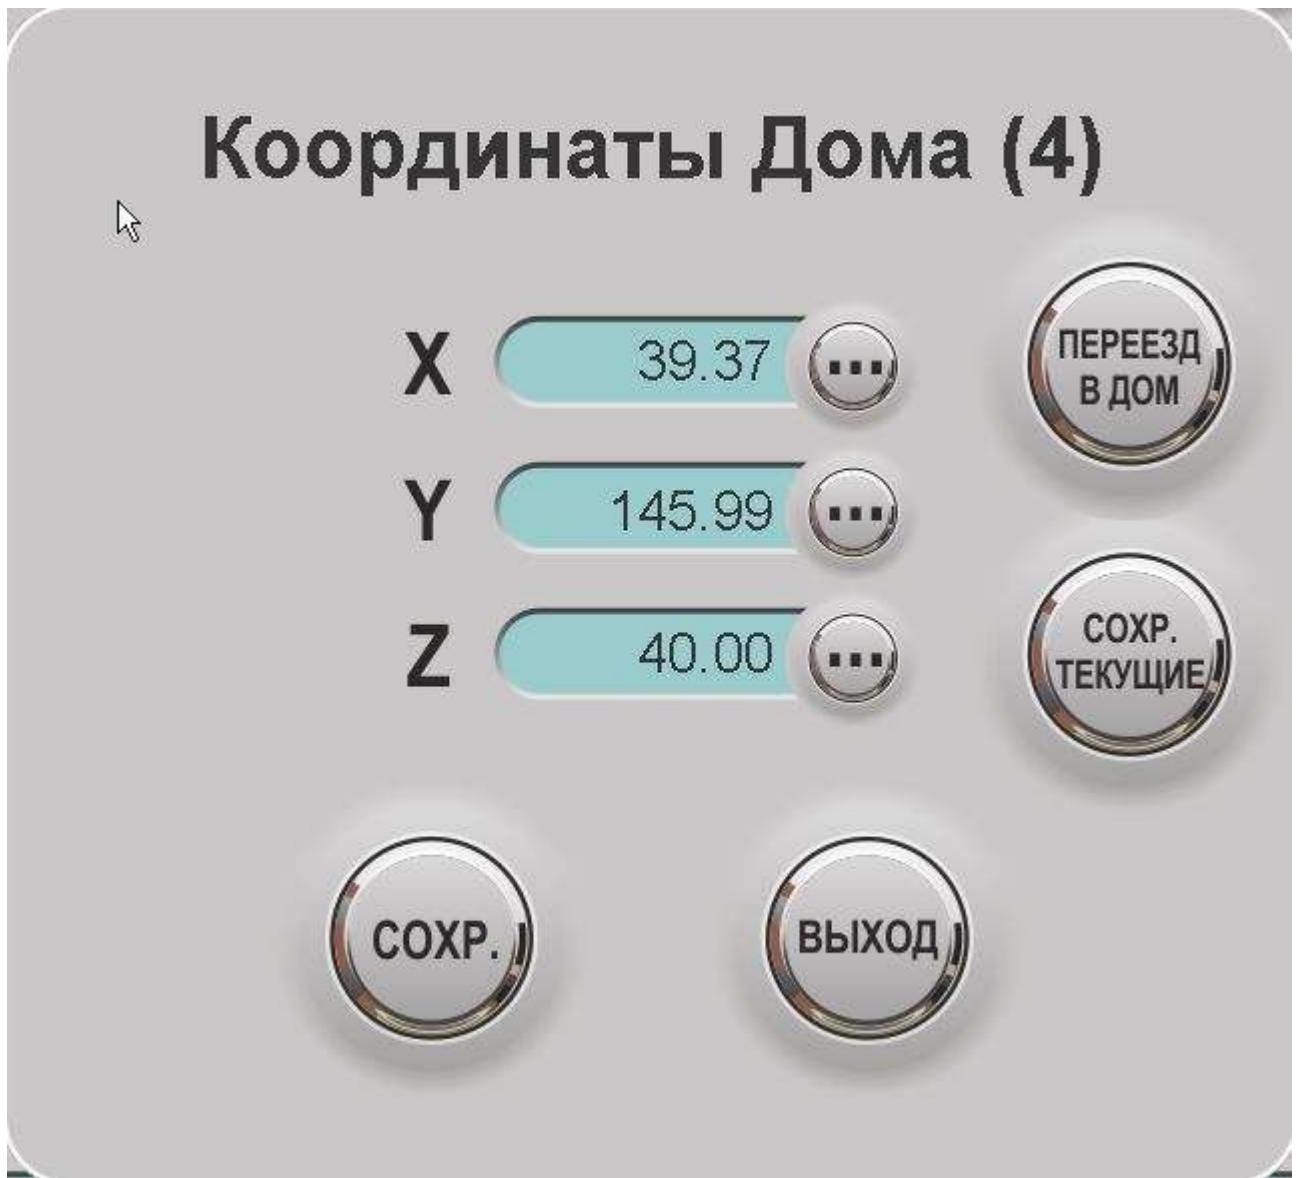 Координаты Дома (4)
X 39.37 ...
ПЕРЕЕЗД
В ДОМ
Y 145.99 ...
Z 40.00 ...
СОХР.
ТЕКУЩИЕ
СОХР.
ВЫХОД